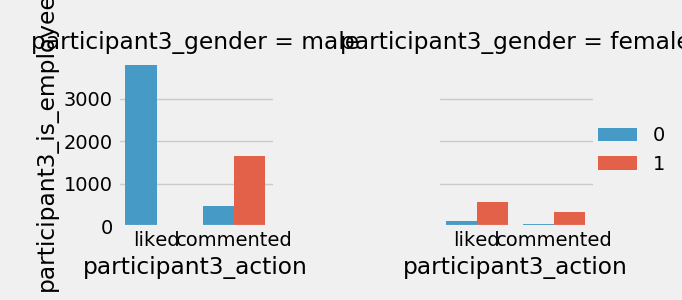 participant3_gender = male
participant3_gender = female
participant3_is_employee
3000
2000
1000
0
liked
commented
liked
commented
participant3_action
participant3_action
0
1